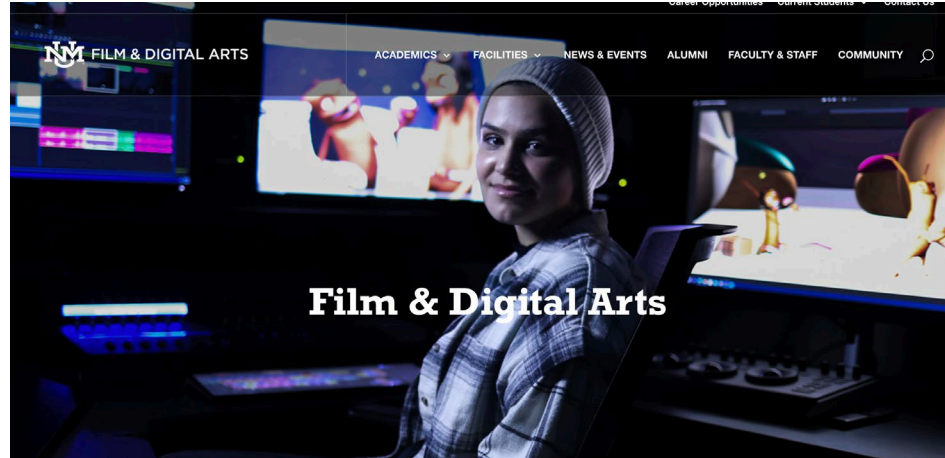 Career Opportunities Current Students Contact Us
UNM FILM & DIGITAL ARTS ACADEMICS FACILITIES NEWS & EVENTS ALUMNI FACULTY & STAFF COMMUNITY
Film & Digital Arts